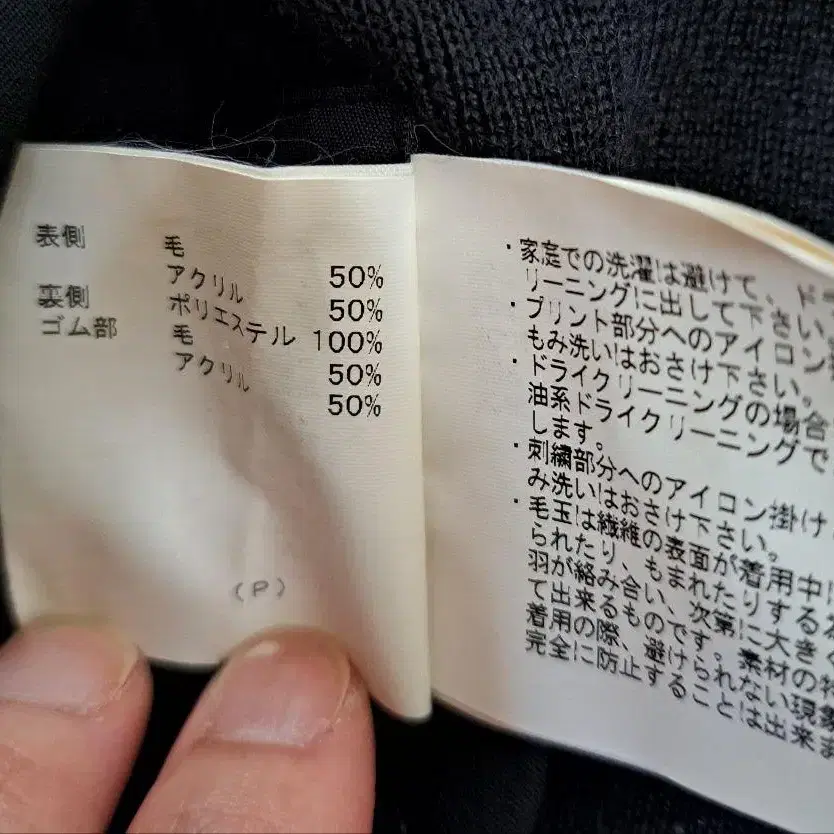 表側 毛 50%
アクリル 50%
裏側 ポリエステル 100%
ゴム部 毛 50%
アクリル 50%
(P)
・家庭での洗濯は避けて、ド
リーニングに出して下さい。
・プリント部分へのアイロン
もみ洗いはおさけ下さい。
・ドライクリーニングの場合
油系ドライクリーニングで
します。
・刺繍部分へのアイロン掛け
み洗いはおさけ下さい。
・毛玉は繊維の表面が着用中
られたり、もまれたりする
羽が絡み合い、次第に大きく
て出来るものです。素材の特
着用の際、避けられない現象
完全に防止することは出来ま